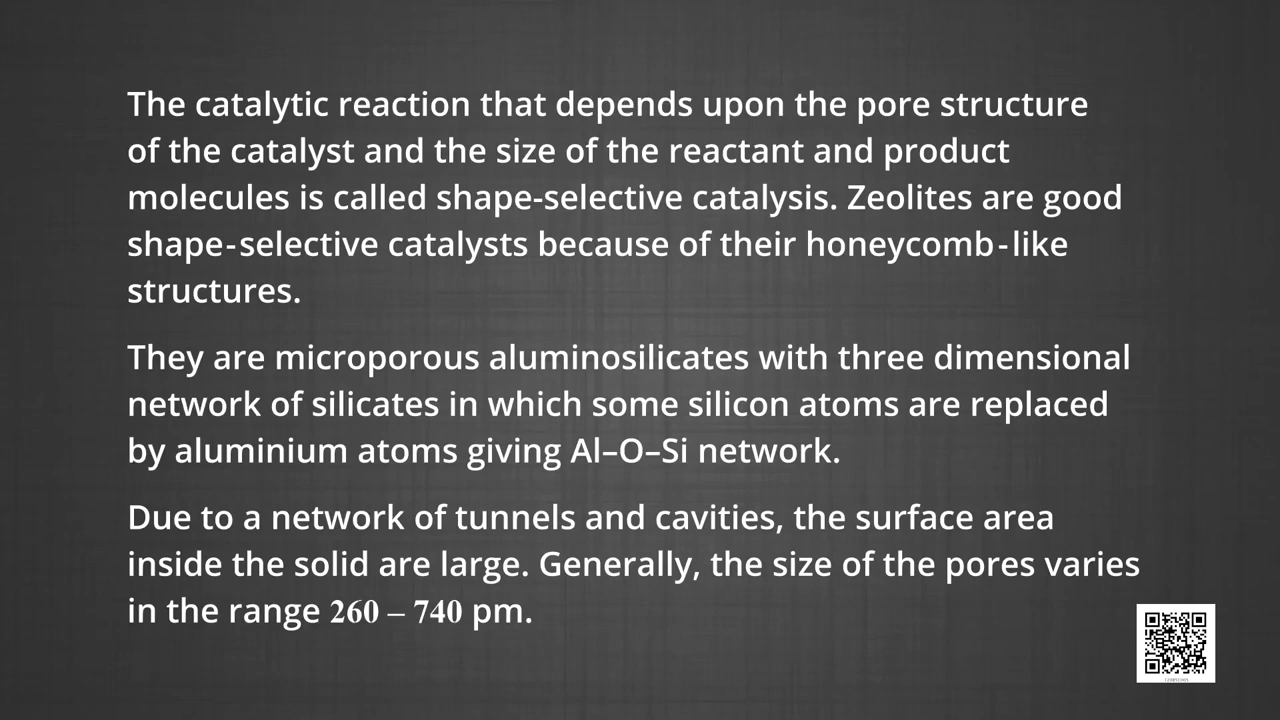 The catalytic reaction that depends upon the pore structure
of the catalyst and the size of the reactant and product
molecules is called shape-selective catalysis. Zeolites are good
shape-selective catalysts because of their honeycomb-like
structures.
They are microporous aluminosilicates with three dimensional
network of silicates in which some silicon atoms are replaced
by aluminium atoms giving Al–O–Si network.
Due to a network of tunnels and cavities, the surface area
inside the solid are large. Generally, the size of the pores varies
in the range 260 – 740 pm.